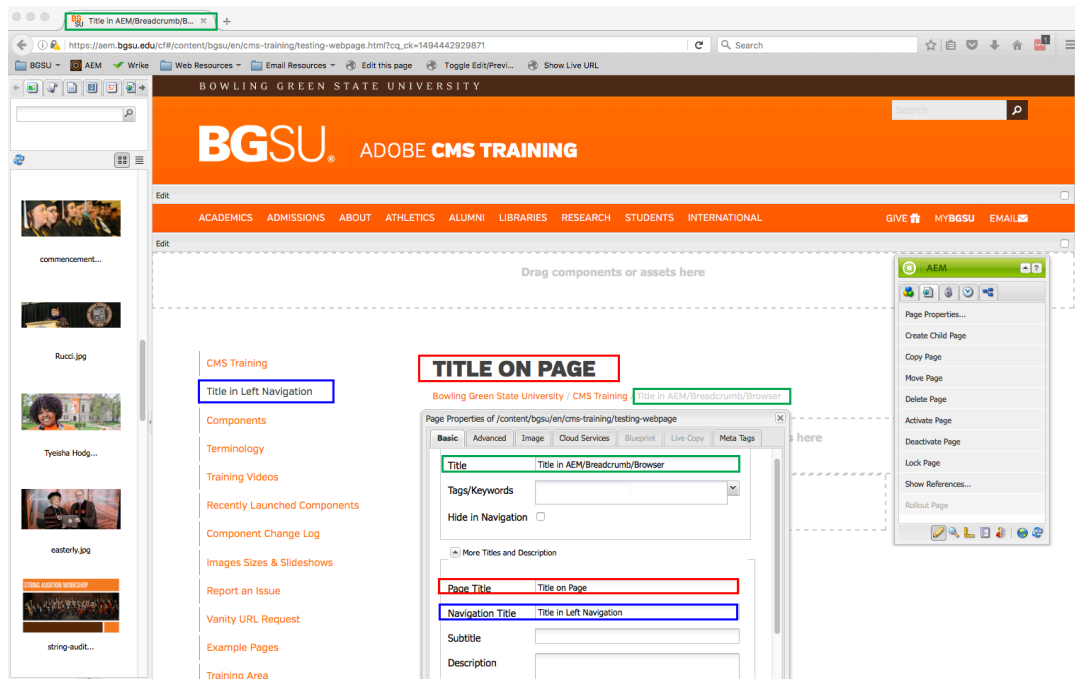 BG SU Title in AEM/Breadcrumb/B... × +
https://aem.bgsu.edu/cf#/content/bgsu/en/cms-training/testing-webpage.html?cq_ck=1494442929871
Search
1
BGSU AEM Wrike Web Resources Email Resources Edit this page Toggle Edit/Previ... Show Live URL
BOWLING GREEN STATE UNIVERSITY
Search
BGSU® ADOBE CMS TRAINING
Edit
ACADEMICS ADMISSIONS ABOUT ATHLETICS ALUMNI LIBRARIES RESEARCH STUDENTS INTERNATIONAL GIVE MYBGSU EMAIL
Edit
Drag components or assets here
commencement...
Rucci.jpg
Tyeisha Hodg...
easterly.jpg
STRING AUDITION WORKSHOP
string-audit...
CMS Training
Title in Left Navigation
Components
Terminology
Training Videos
Recently Launched Components
Component Change Log
Images Sizes & Slideshows
Report an Issue
Vanity URL Request
Example Pages
Training Area
TITLE ON PAGE
Bowling Green State University / CMS Training / Title in AEM/Breadcrumb/Browser
Page Properties of /content/bgsu/en/cms-training/testing-webpage
Basic Advanced Image Cloud Services Blueprint Live Copy Meta Tags
s here
Title Title in AEM/Breadcrumb/Browser
Tags/Keywords
Hide in Navigation
More Titles and Description
Page Title Title on Page
Navigation Title Title in Left Navigation
Subtitle
Description
AEM ?
Page Properties...
Create Child Page
Copy Page
Move Page
Delete Page
Activate Page
Deactivate Page
Lock Page
Show References...
Rollout Page